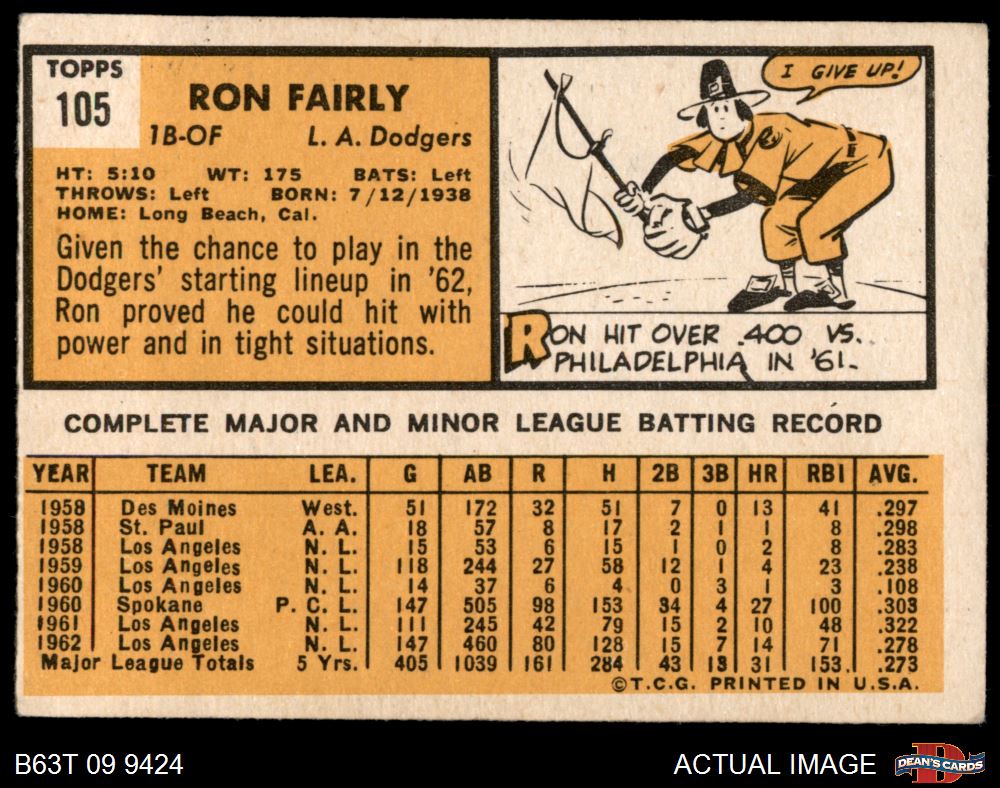 TOPPS
105
RON FAIRLY
1B-OF L. A. Dodgers
HT: 5:10 WT: 175 BATS: Left
THROWS: Left BORN: 7/12/1938
HOME: Long Beach, Cal.
Given the chance to play in the
Dodgers' starting lineup in '62,
Ron proved he could hit with
power and in tight situations.
I GIVE UP!
RON HIT OVER .400 VS.
PHILADELPHIA IN '61.
COMPLETE MAJOR AND MINOR LEAGUE BATTING RECORD
YEAR TEAM LEA. G AB R H 2B 3B HR RBI AVG.
1958 Des Moines West. 51 172 32 51 7 0 13 41 .297
1958 St. Paul A. A. 18 57 8 17 2 1 1 8 .298
1958 Los Angeles N. L. 15 53 6 15 1 0 2 8 .283
1959 Los Angeles N. L. 118 244 27 58 12 1 4 23 .238
1960 Los Angeles N. L. 14 37 6 4 0 3 1 3 .108
1960 Spokane P. C. L. 147 505 98 153 34 4 27 100 .303
1961 Los Angeles N. L. 111 245 42 79 15 2 10 48 .322
1962 Los Angeles N. L. 147 460 80 128 15 7 14 71 .278
Major League Totals 5 Yrs. 405 1039 161 284 43 13 31 153 .273
©T.C.G. PRINTED IN U.S.A.
B63T 09 9424 ACTUAL IMAGE
D
DEAN'S CARDS